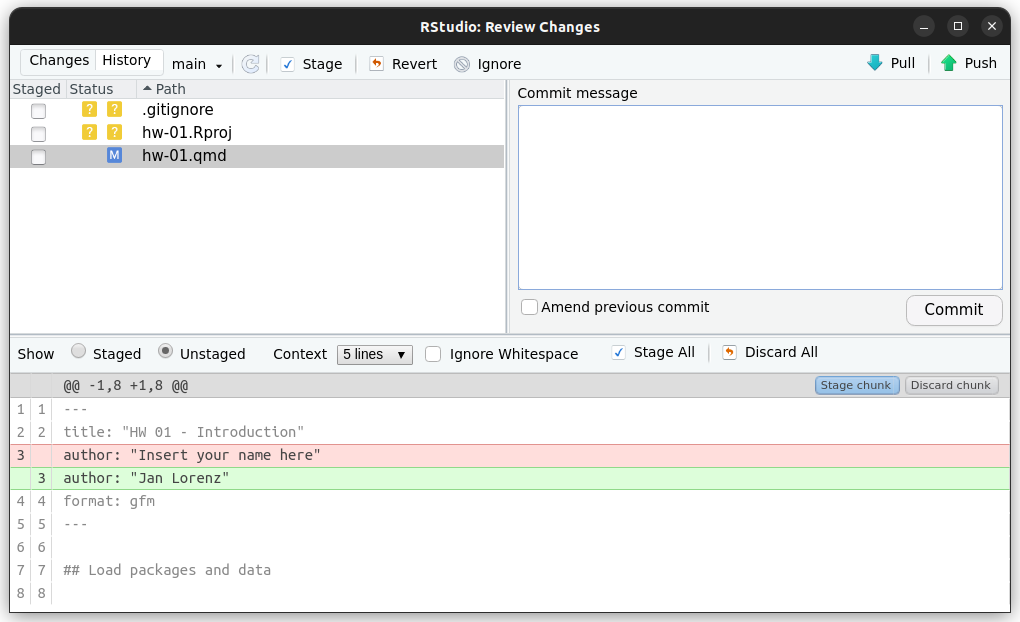 RStudio: Review Changes
Changes History main Stage Revert Ignore Pull Push
Staged Status Path
? ? .gitignore
? ? hw-01.Rproj
M hw-01.qmd
Commit message
Amend previous commit Commit
Show Staged Unstaged Context 5 lines Ignore Whitespace Stage All Discard All
@@ -1,8 +1,8 @@ Stage chunk Discard chunk
1 1 ---
2 2 title: "HW 01 - Introduction"
3 author: "Insert your name here"
3 author: "Jan Lorenz"
4 4 format: gfm
5 5 ---
6 6
7 7 ## Load packages and data
8 8